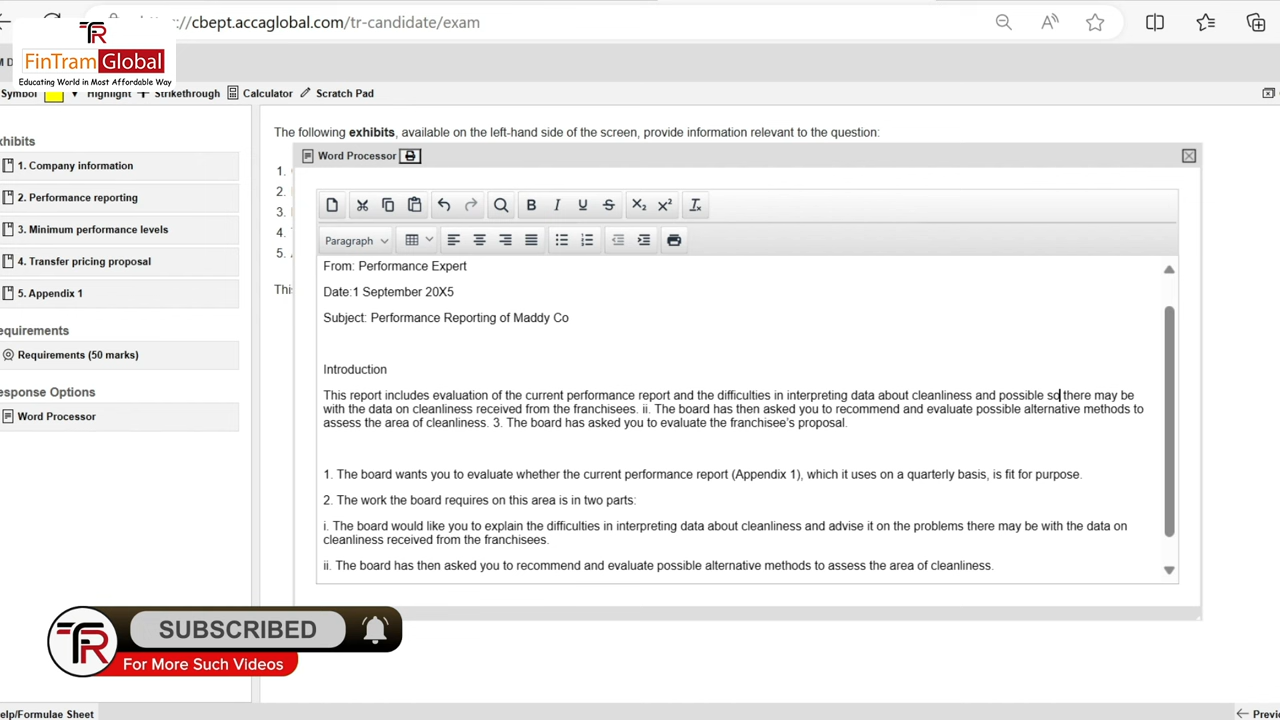 ://cbept.accaglobal.com/tr-candidate/exam
TR
FinTram Global
Educating World in Most Affordable Way
Symbol Highlight Strikethrough Calculator Scratch Pad
xhibits
1. Company information
2. Performance reporting
3. Minimum performance levels
4. Transfer pricing proposal
5. Appendix 1
equirements
Requirements (50 marks)
esponse Options
Word Processor
The following exhibits, available on the left-hand side of the screen, provide information relevant to the question:
1.
2.
3.
4.
5.
Word Processor
B I U S X₂ X²
Paragraph
From: Performance Expert
Date:1 September 20X5
Subject: Performance Reporting of Maddy Co
Introduction
This report includes evaluation of the current performance report and the difficulties in interpreting data about cleanliness and possible so there may be
with the data on cleanliness received from the franchisees. ii. The board has then asked you to recommend and evaluate possible alternative methods to
assess the area of cleanliness. 3. The board has asked you to evaluate the franchisee's proposal.
1. The board wants you to evaluate whether the current performance report (Appendix 1), which it uses on a quarterly basis, is fit for purpose.
2. The work the board requires on this area is in two parts:
i. The board would like you to explain the difficulties in interpreting data about cleanliness and advise it on the problems there may be with the data on
cleanliness received from the franchisees.
ii. The board has then asked you to recommend and evaluate possible alternative methods to assess the area of cleanliness.
TR
SUBSCRIBED
For More Such Videos
elp/Formulae Sheet
Previo